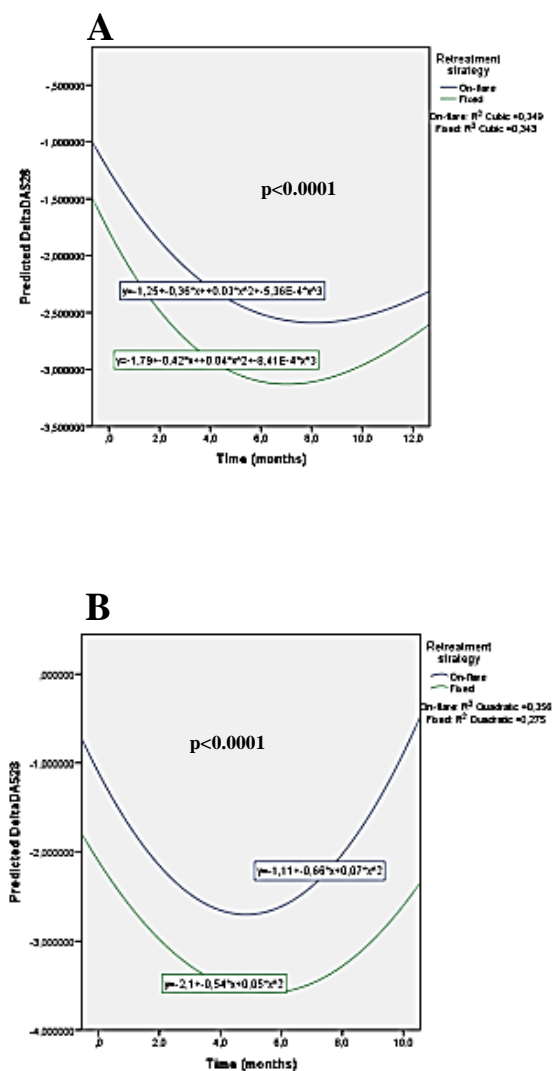 A
Retreatment
strategy
On-flare
Fixed
On-flare: R² Cubic =0,349
Fixed: R² Cubic =0,343
Predicted DeltaDAS28
-,500000
-1,000000
-1,500000
-2,000000
-2,500000
-3,000000
-3,500000
p<0.0001
y=-1,25+-0,36*x++0.03*x^2+-5,36E-4*x^3
y=-1.79+-0.42*x++0.04*x^2+-8,41E-4*x^3
,0 2,0 4,0 6,0 8,0 10,0 12,0
Time (months)
B
Retreatment
strategy
On-flare
Fixed
On-flare: R² Quadratic =0,356
Fixed: R² Quadratic =0,275
Predicted DeltaDAS28
,000000
-1,000000
-2,000000
-3,000000
-4,000000
p<0.0001
y=-1,11+-0,66*x+0,07*x^2
y=-2,1+-0,54*x+0,05*x^2
,0 2,0 4,0 6,0 8,0 10,0
Time (months)